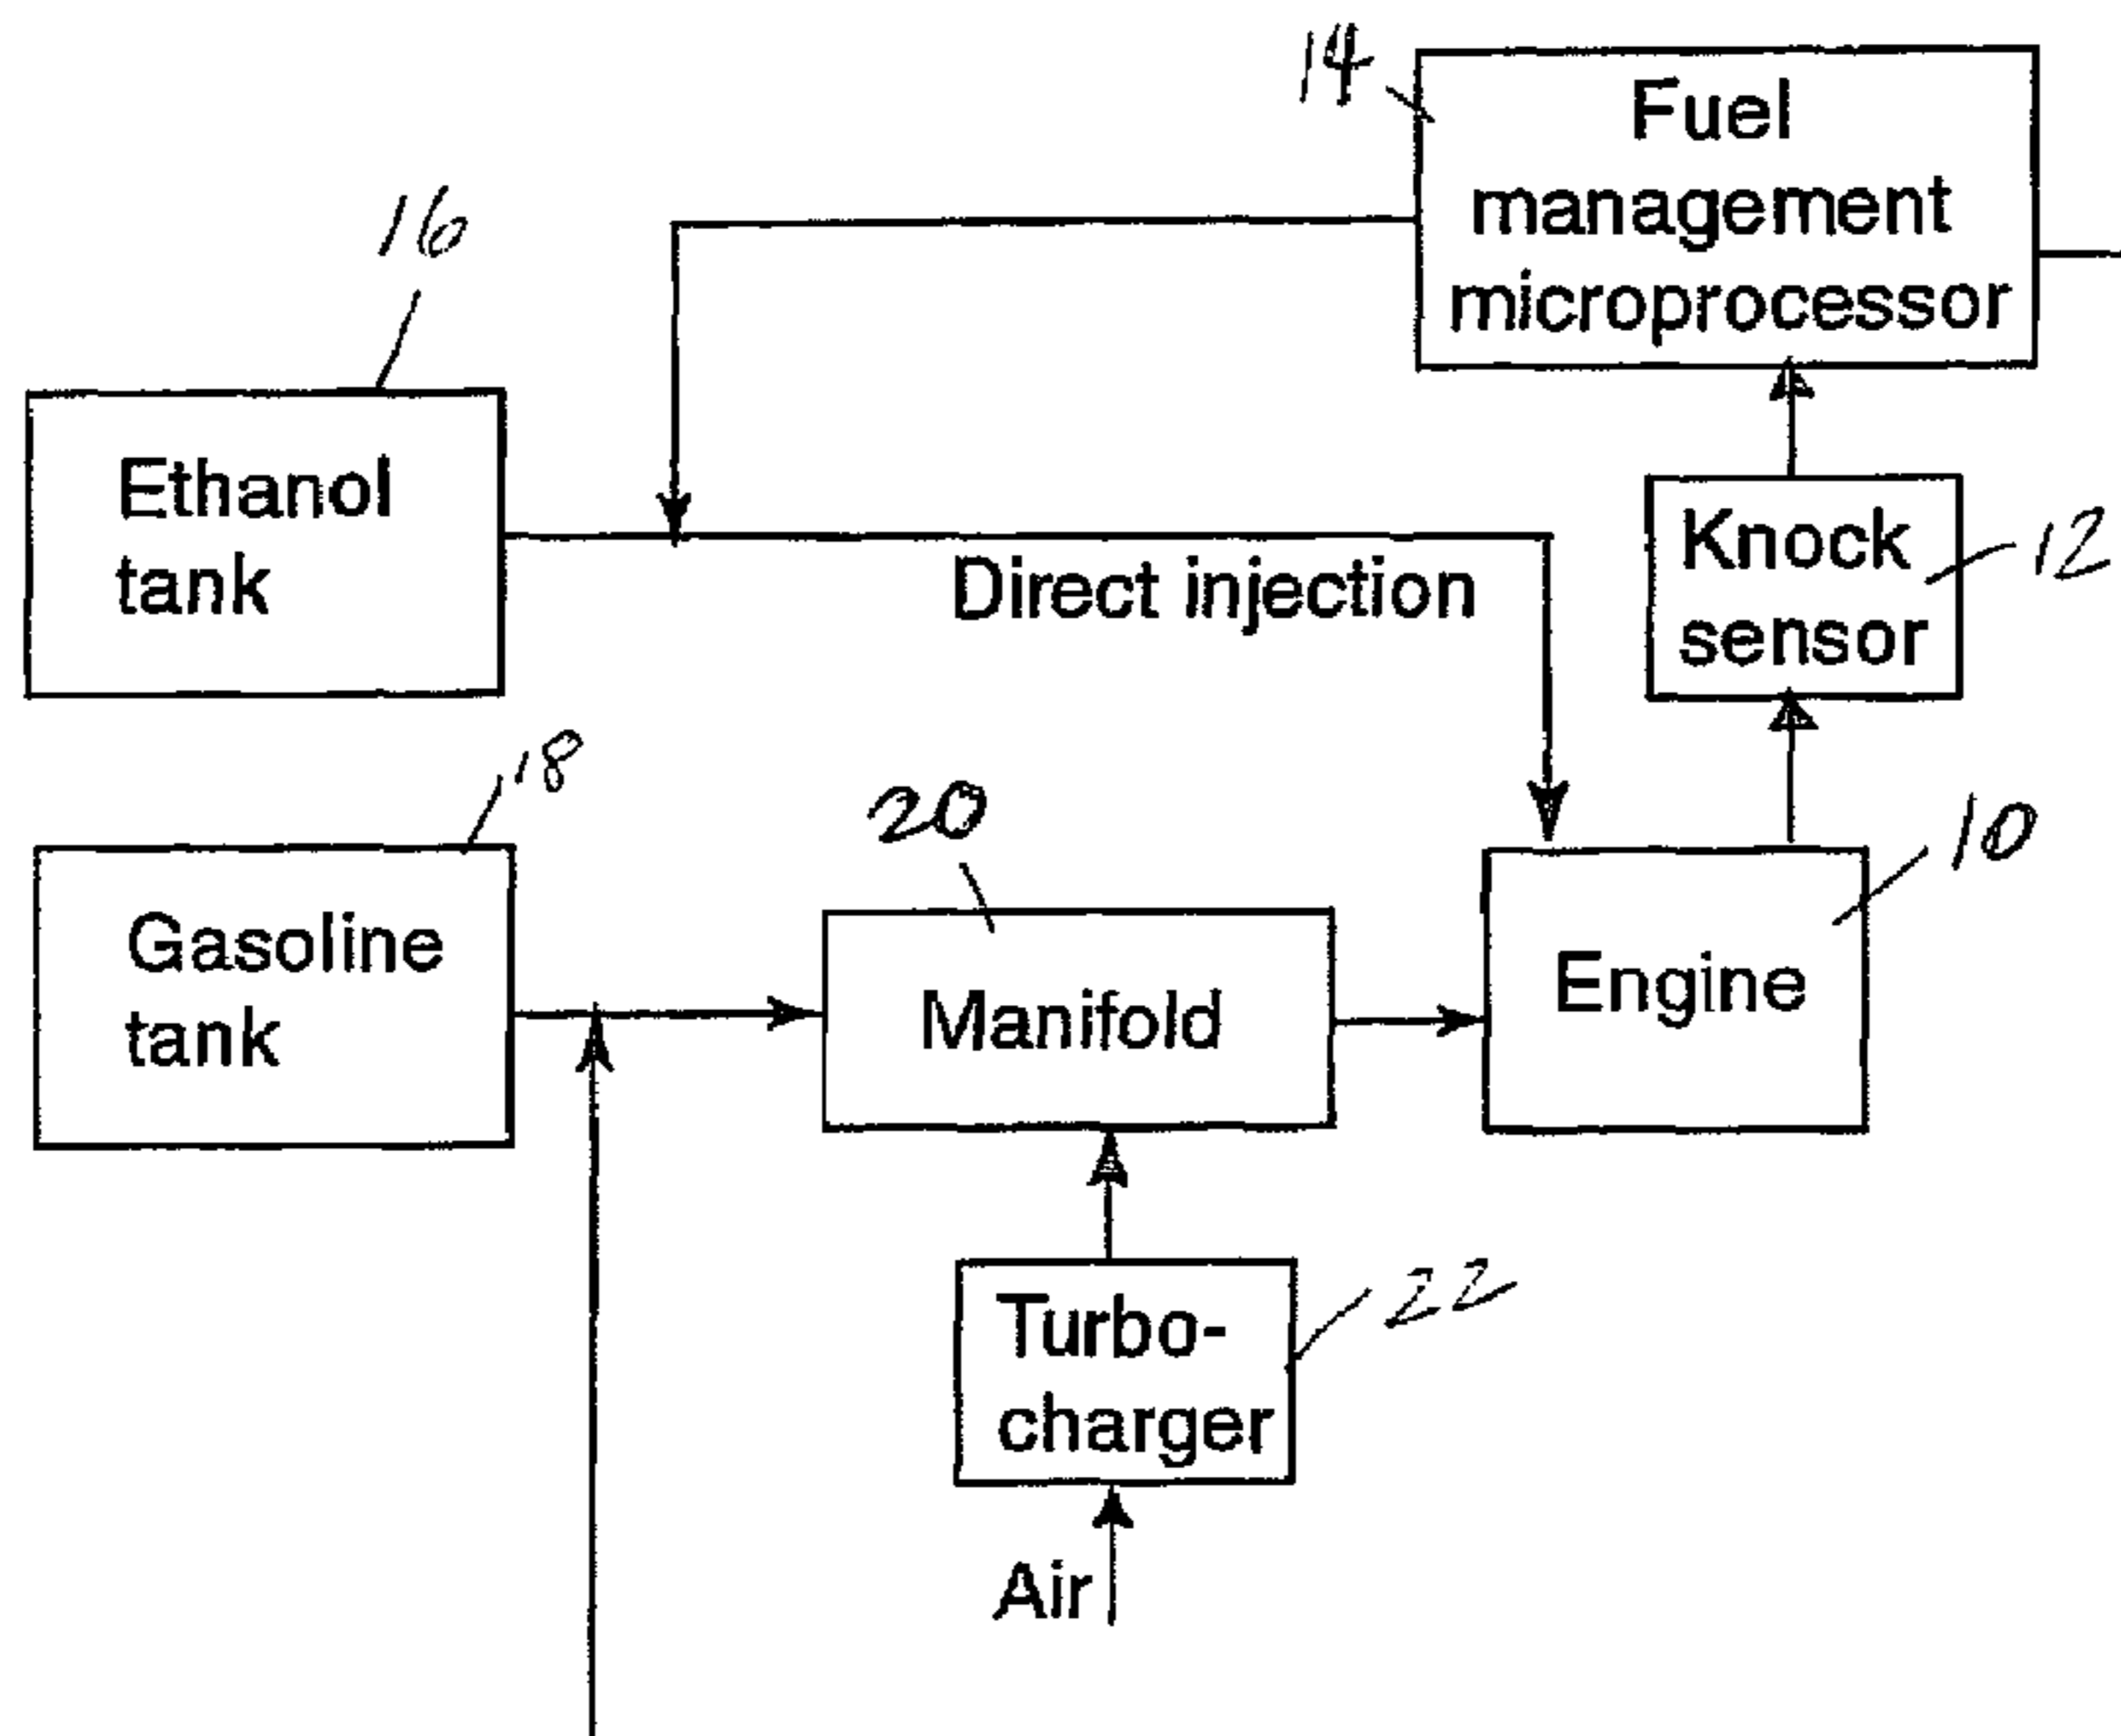 14
Fuel
management
microprocessor
16
Ethanol
tank
Direct injection
Knock
sensor
12
18
Gasoline
tank
20
Manifold
10
Engine
Turbo-
charger
22
Air